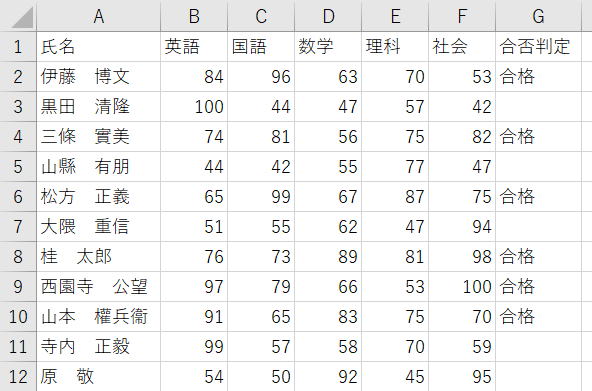 A B C D E F G
1 氏名 英語 国語 数学 理科 社会 合否判定
2 伊藤　博文 84 96 63 70 53 合格
3 黒田　清隆 100 44 47 57 42
4 三條　實美 74 81 56 75 82 合格
5 山縣　有朋 44 42 55 77 47
6 松方　正義 65 99 67 87 75 合格
7 大隈　重信 51 55 62 47 94
8 桂　太郎 76 73 89 81 98 合格
9 西園寺　公望 97 79 66 53 100 合格
10 山本　權兵衞 91 65 83 75 70 合格
11 寺内　正毅 99 57 58 70 59
12 原　敬 54 50 92 45 95